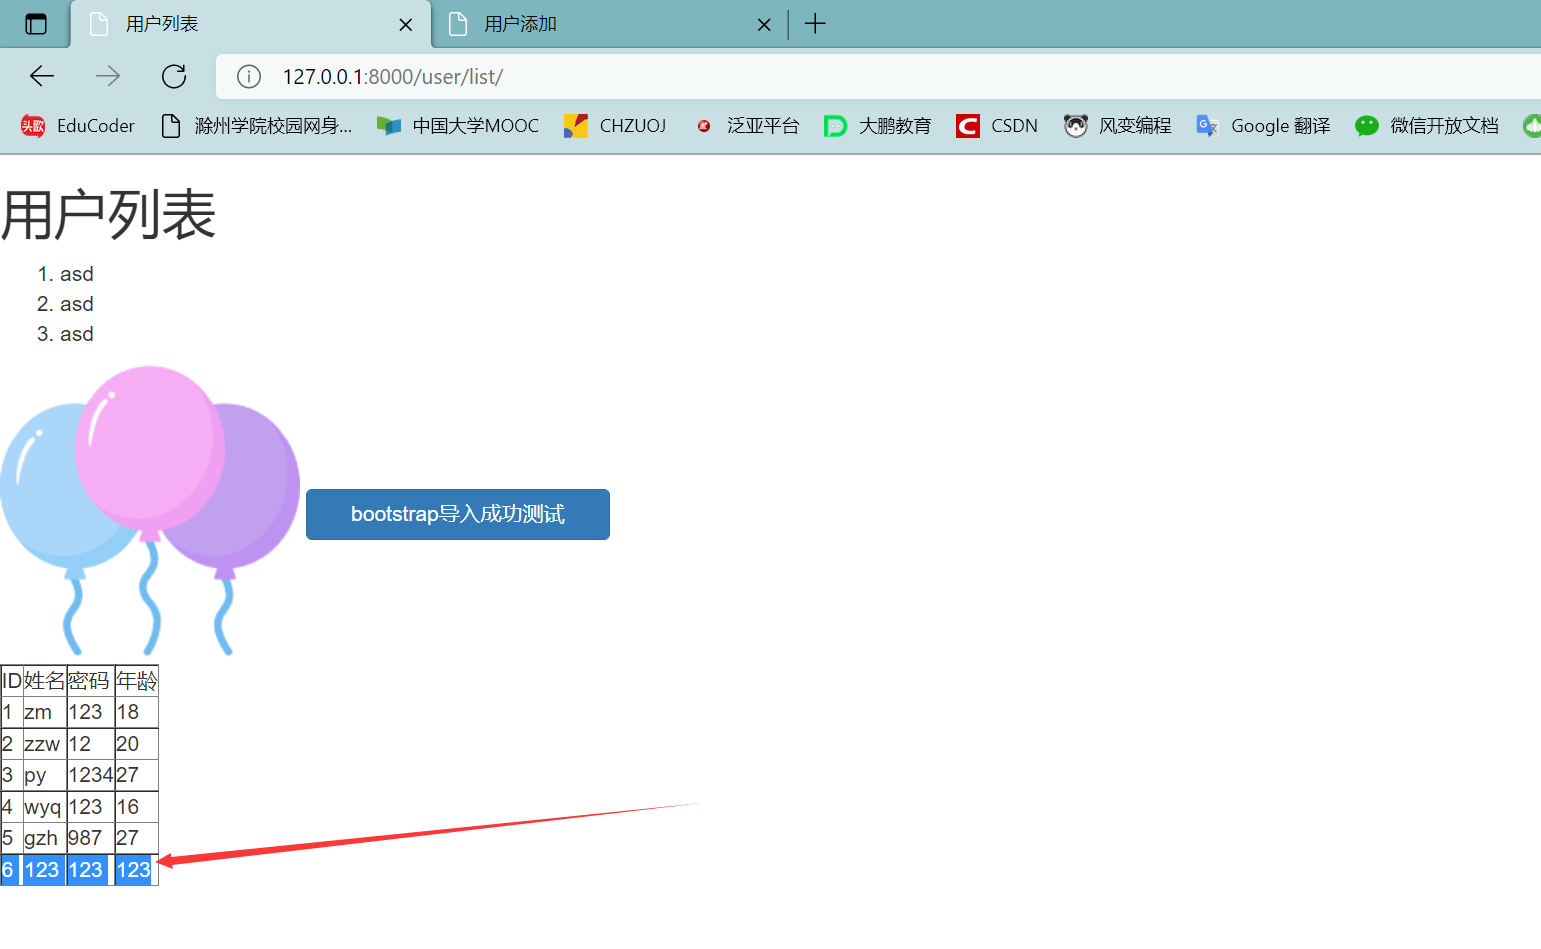 用户列表
用户添加
127.0.0.1:8000/user/list/
头歌 EduCoder 滁州学院校园网身... 中国大学MOOC CHZUOJ 泛亚平台 大鹏教育 CSDN 风变编程 Google 翻译 微信开放文档
用户列表
1. asd
2. asd
3. asd
bootstrap导入成功测试
ID 姓名 密码 年龄
1 zm 123 18
2 zzw 12 20
3 py 1234 27
4 wyq 123 16
5 gzh 987 27
6 123 123 123